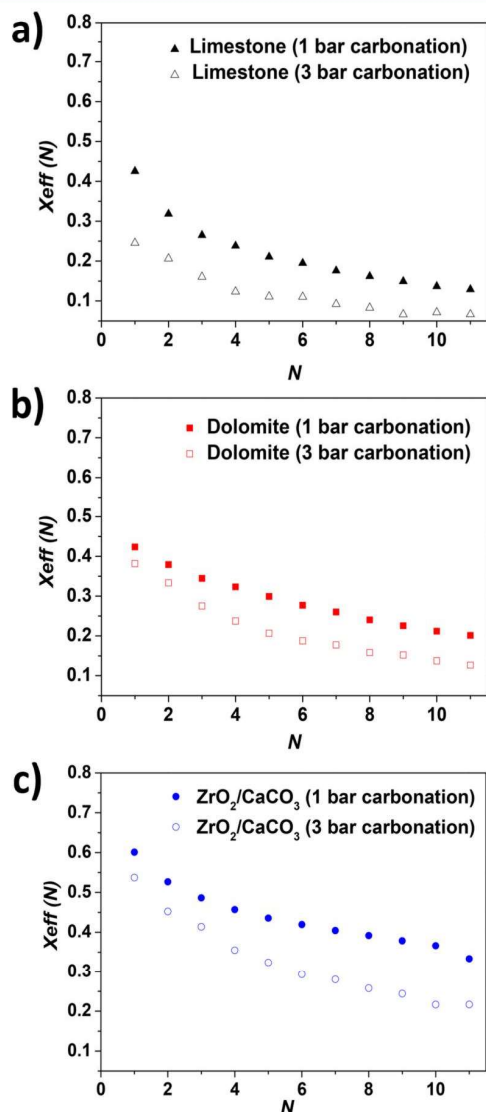 a)
Limestone (1 bar carbonation)
Limestone (3 bar carbonation)
Xeff (N)
0.8
0.7
0.6
0.5
0.4
0.3
0.2
0.1
0 2 4 6 8 10
N
b)
Dolomite (1 bar carbonation)
Dolomite (3 bar carbonation)
Xeff (N)
0.8
0.7
0.6
0.5
0.4
0.3
0.2
0.1
0 2 4 6 8 10
N
c)
ZrO₂/CaCO₃ (1 bar carbonation)
ZrO₂/CaCO₃ (3 bar carbonation)
Xeff (N)
0.8
0.7
0.6
0.5
0.4
0.3
0.2
0.1
0 2 4 6 8 10
N